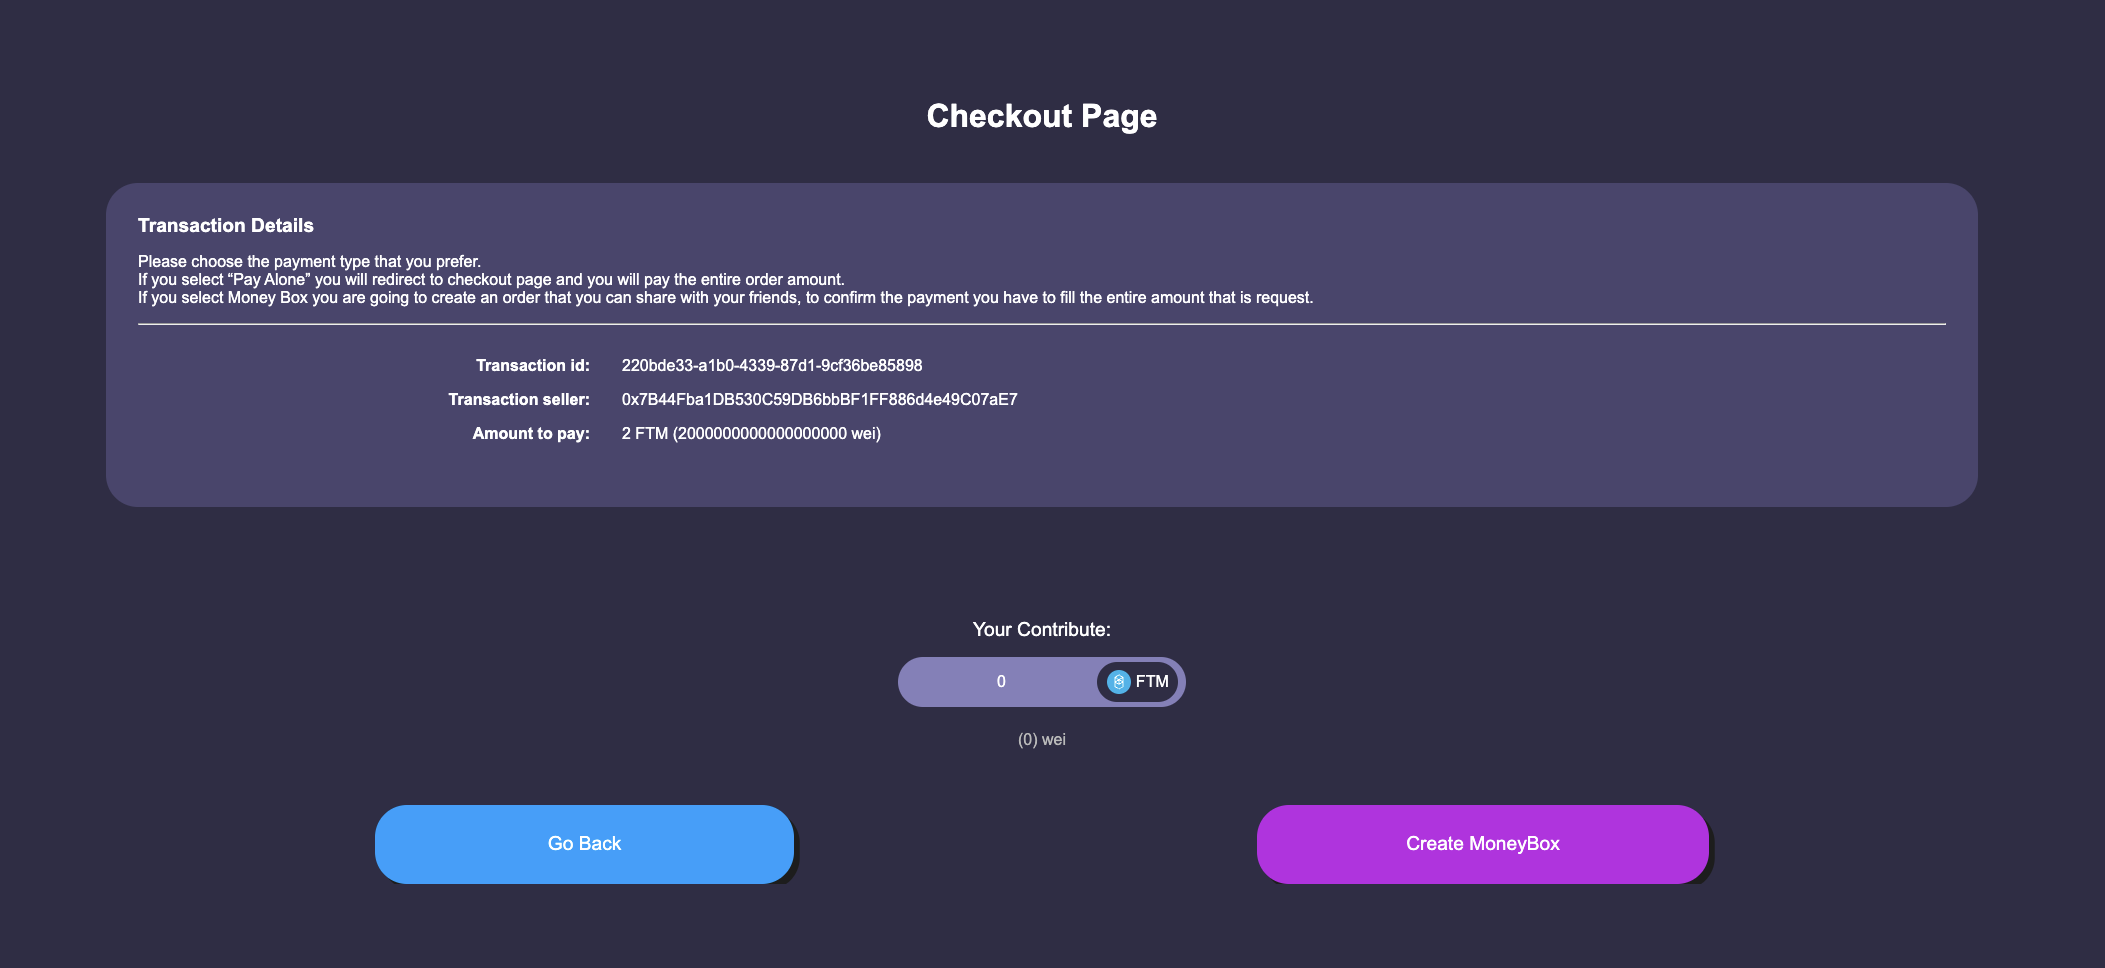 Checkout Page
Transaction Details
Please choose the payment type that you prefer.
If you select “Pay Alone” you will redirect to checkout page and you will pay the entire order amount.
If you select Money Box you are going to create an order that you can share with your friends, to confirm the payment you have to fill the entire amount that is request.
Transaction id: 220bde33-a1b0-4339-87d1-9cf36be85898
Transaction seller: 0x7B44Fba1DB530C59DB6bbBF1FF886d4e49C07aE7
Amount to pay: 2 FTM (2000000000000000000 wei)
Your Contribute:
0 FTM
(0) wei
Go Back Create MoneyBox